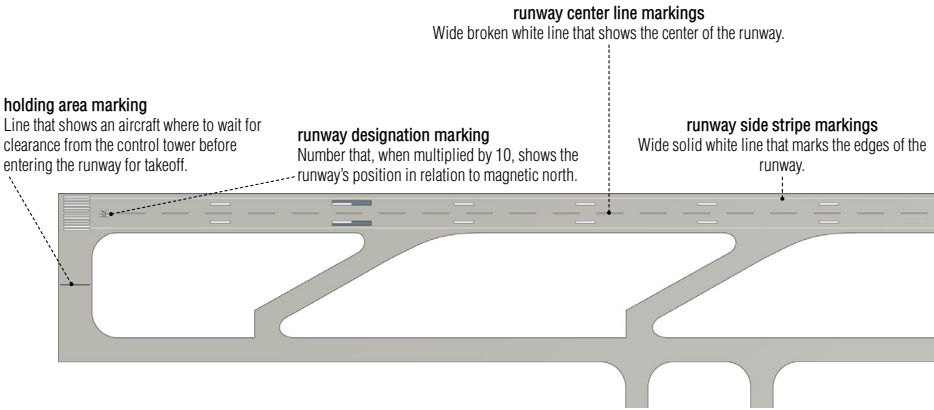 runway center line markings
Wide broken white line that shows the center of the runway.
holding area marking
Line that shows an aircraft where to wait for
clearance from the control tower before
entering the runway for takeoff.
runway designation marking
Number that, when multiplied by 10, shows the
runway's position in relation to magnetic north.
runway side stripe markings
Wide solid white line that marks the edges of the
runway.